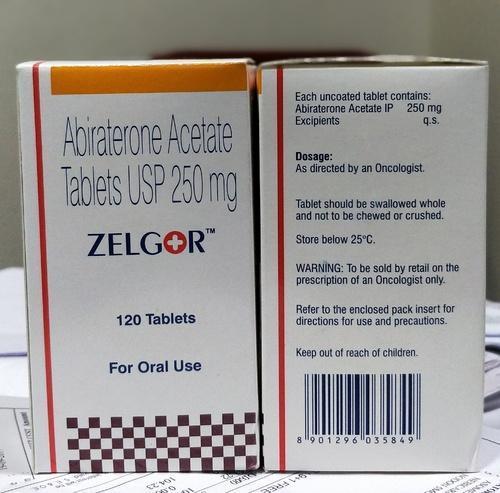 Abiraterone Acetate
Tablets USP 250 mg
ZELGOR™
120 Tablets
For Oral Use
Each uncoated tablet contains:
Abiraterone Acetate IP 250 mg
Excipients q.s.
Dosage:
As directed by an Oncologist.
Tablet should be swallowed whole
and not to be chewed or crushed.
Store below 25°C.
WARNING: To be sold by retail on the
prescription of an Oncologist only.
Refer to the enclosed pack insert for
directions for use and precautions.
Keep out of reach of children.
8 901296 035849